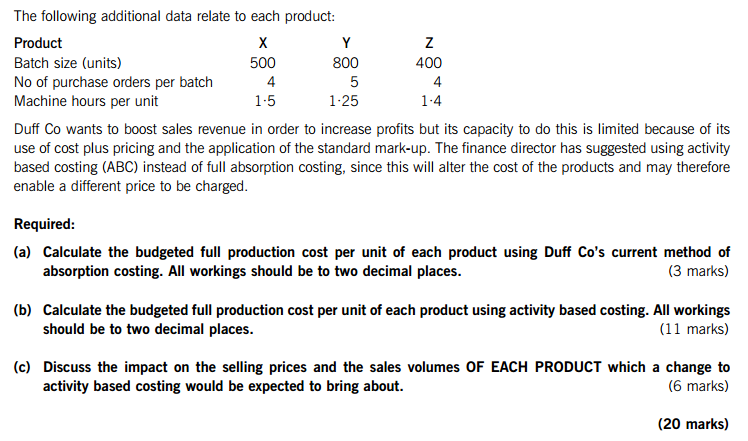 The following additional data relate to each product:
Product X Y Z
Batch size (units) 500 800 400
No of purchase orders per batch 4 5 4
Machine hours per unit 1·5 1·25 1·4
Duff Co wants to boost sales revenue in order to increase profits but its capacity to do this is limited because of its
use of cost plus pricing and the application of the standard mark-up. The finance director has suggested using activity
based costing (ABC) instead of full absorption costing, since this will alter the cost of the products and may therefore
enable a different price to be charged.
Required:
(a) Calculate the budgeted full production cost per unit of each product using Duff Co's current method of
absorption costing. All workings should be to two decimal places. (3 marks)
(b) Calculate the budgeted full production cost per unit of each product using activity based costing. All workings
should be to two decimal places. (11 marks)
(c) Discuss the impact on the selling prices and the sales volumes OF EACH PRODUCT which a change to
activity based costing would be expected to bring about. (6 marks)
(20 marks)